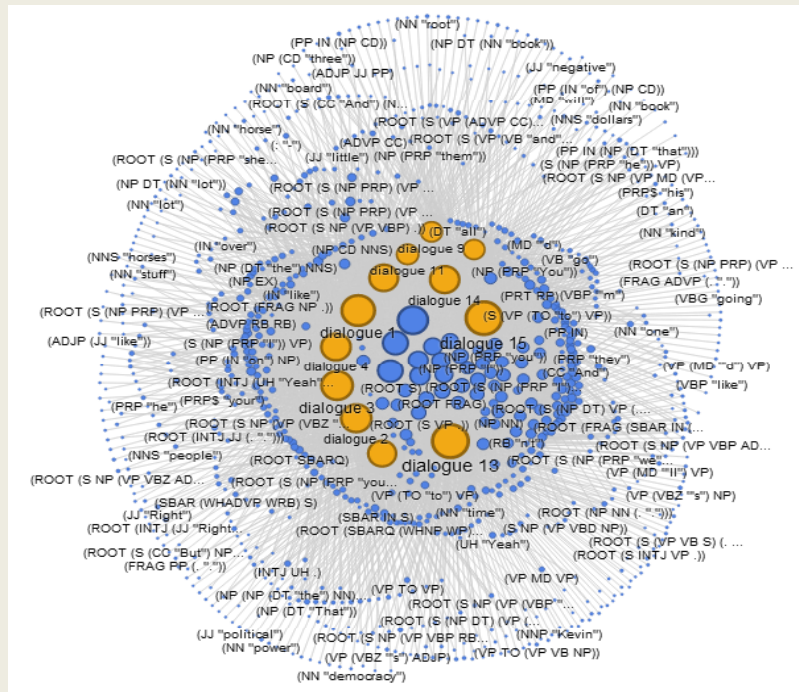 (NN "root")
(PP IN (NP CD))
(NP DT (NN "book"))
(NP (CD "three"))
(ADJP JJ PP)
(JJ "negative")
(NN "board")
(PP (IN "of") (NP CD))
(MD "will")
(ROOT (S (CC "And") (N...
(NN "book")
(ROOT (S (VP (ADVP CC)...
(NNS "dollars")
(NN "horse")
(ADVP CC)
(ROOT (S (VP (VB "and"...
(: "-")
(JJ "little")
(NP (PRP "them"))
(PP IN (NP (DT "that")))
(ROOT (S (NP (PRP "she...
(S (NP (PRP "he")) VP)
(ROOT (S NP (VP MD (VP...
(NP DT (NN "lot"))
(ROOT (S (NP PRP) (VP ...
(PRP$ "his")
(NN "lot")
(ROOT (S (NP PRP) (VP ...
(DT "an")
(ROOT (S (NP (VP VBP) .))
(DT "all")
(NN "kind")
(IN "over")
(NP CD NNS)
dialogue 9
(MD "'d")
(NNS "horses")
(VB "go")
(ROOT (S (NP PRP) (VP ...
(NN "stuff")
(NP (DT "the") NNS)
dialogue 11
(NP (PRP "You"))
(NP EX)
(FRAG ADVP (. "."))
(IN "like")
dialogue 14
(PRT RP)
(VBP "'m")
(VBG "going")
(ROOT (S (NP PRP) (VP ...
(ROOT (FRAG NP .))
(S (VP (TO "to") VP))
(ADVP RB RB)
dialogue 1
(PR IN)
(NN "one")
(ADJP (JJ "like"))
(S (NP (PRP "I")) VP)
dialogue 15
(PP (IN "on") NP)
(NP (PRP "you"))
(PRP "they")
dialogue 4
(NP (PRP "I"))
(CC "And")
(VP (MD "'d") VP)
(ROOT (INTJ (UH "Yeah"...
(ROOT S)
(ROOT (S (NP (PRP "I")...
(VBP "like")
(PRP "he")
(PRP$ "your")
dialogue 3
(ROOT FRAG)
(ROOT (S (NP DT) VP (....
(ROOT (S NP (VP (VBZ "...
(ROOT (S VP .))
(NP NN)
(ROOT (FRAG (SBAR IN (...
(ROOT (INTJ JJ (. ".")))
dialogue 2
(RB "n't")
(ROOT (S NP (VP VBP AD...
(NNS "people")
(ROOT SBARQ)
dialogue 13
(ROOT (S (NP (PRP "we"...
(VP (MD "'ll") VP)
(ROOT (S NP (VP VBZ AD...
(ROOT (S (NP (PRP "you...
(VP (TO "to") VP)
(VP (VBZ "'s") NP)
(SBAR (WHADVP WRB) S)
(JJ "Right")
(SBAR IN S)
(NN "time")
(ROOT (NP NN (. ".")))
(ROOT (INTJ (JJ "Right...
(ROOT (SBARQ (WHNP WP)...
(S NP (VP VBD NP))
(ROOT (S (CC "But") NP...
(UH "Yeah")
(ROOT (S (VP VB S) (. ...
(ROOT (S INTJ VP .))
(FRAG PP (. "."))
(INTJ UH .)
(VP MD VP)
(VP TO VP)
(NP (NP (DT "the") NN)...
(ROOT (S NP (VP (VBP "'...
(NP (DT "That"))
(ROOT (S (NP DT) VP (...
(JJ "political")
(ROOT (S NP (VP VBP RB...
(NNP "Kevin")
(NN "power")
(VP (VBZ "'s") ADJP)
(VP TO (VP VB NP))
(NN "democracy")